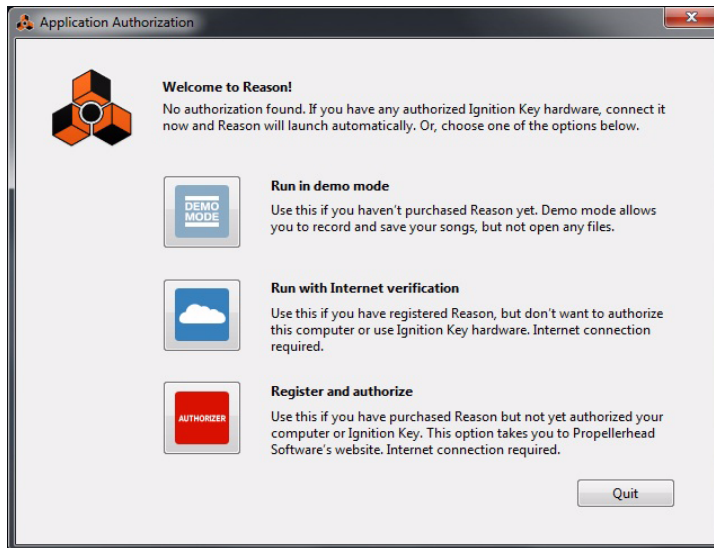 Application Authorization
Welcome to Reason!
No authorization found. If you have any authorized Ignition Key hardware, connect it
now and Reason will launch automatically. Or, choose one of the options below.
DEMO
MODE
Run in demo mode
Use this if you haven't purchased Reason yet. Demo mode allows
you to record and save your songs, but not open any files.
Run with Internet verification
Use this if you have registered Reason, but don't want to authorize
this computer or use Ignition Key hardware. Internet connection
required.
AUTHORIZER
Register and authorize
Use this if you have purchased Reason but not yet authorized your
computer or Ignition Key. This option takes you to Propellerhead
Software's website. Internet connection required.
Quit